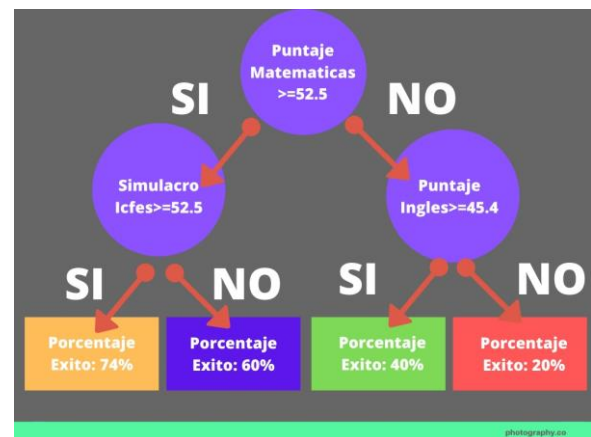 Puntaje
Matematicas
>=52.5
SI
NO
Simulacro
Icfes>=52.5
Puntaje
Ingles>=45.4
SI
NO
SI
NO
Porcentaje
Exito: 74%
Porcentaje
Exito: 60%
Porcentaje
Exito: 40%
Porcentaje
Exito: 20%
photography.co